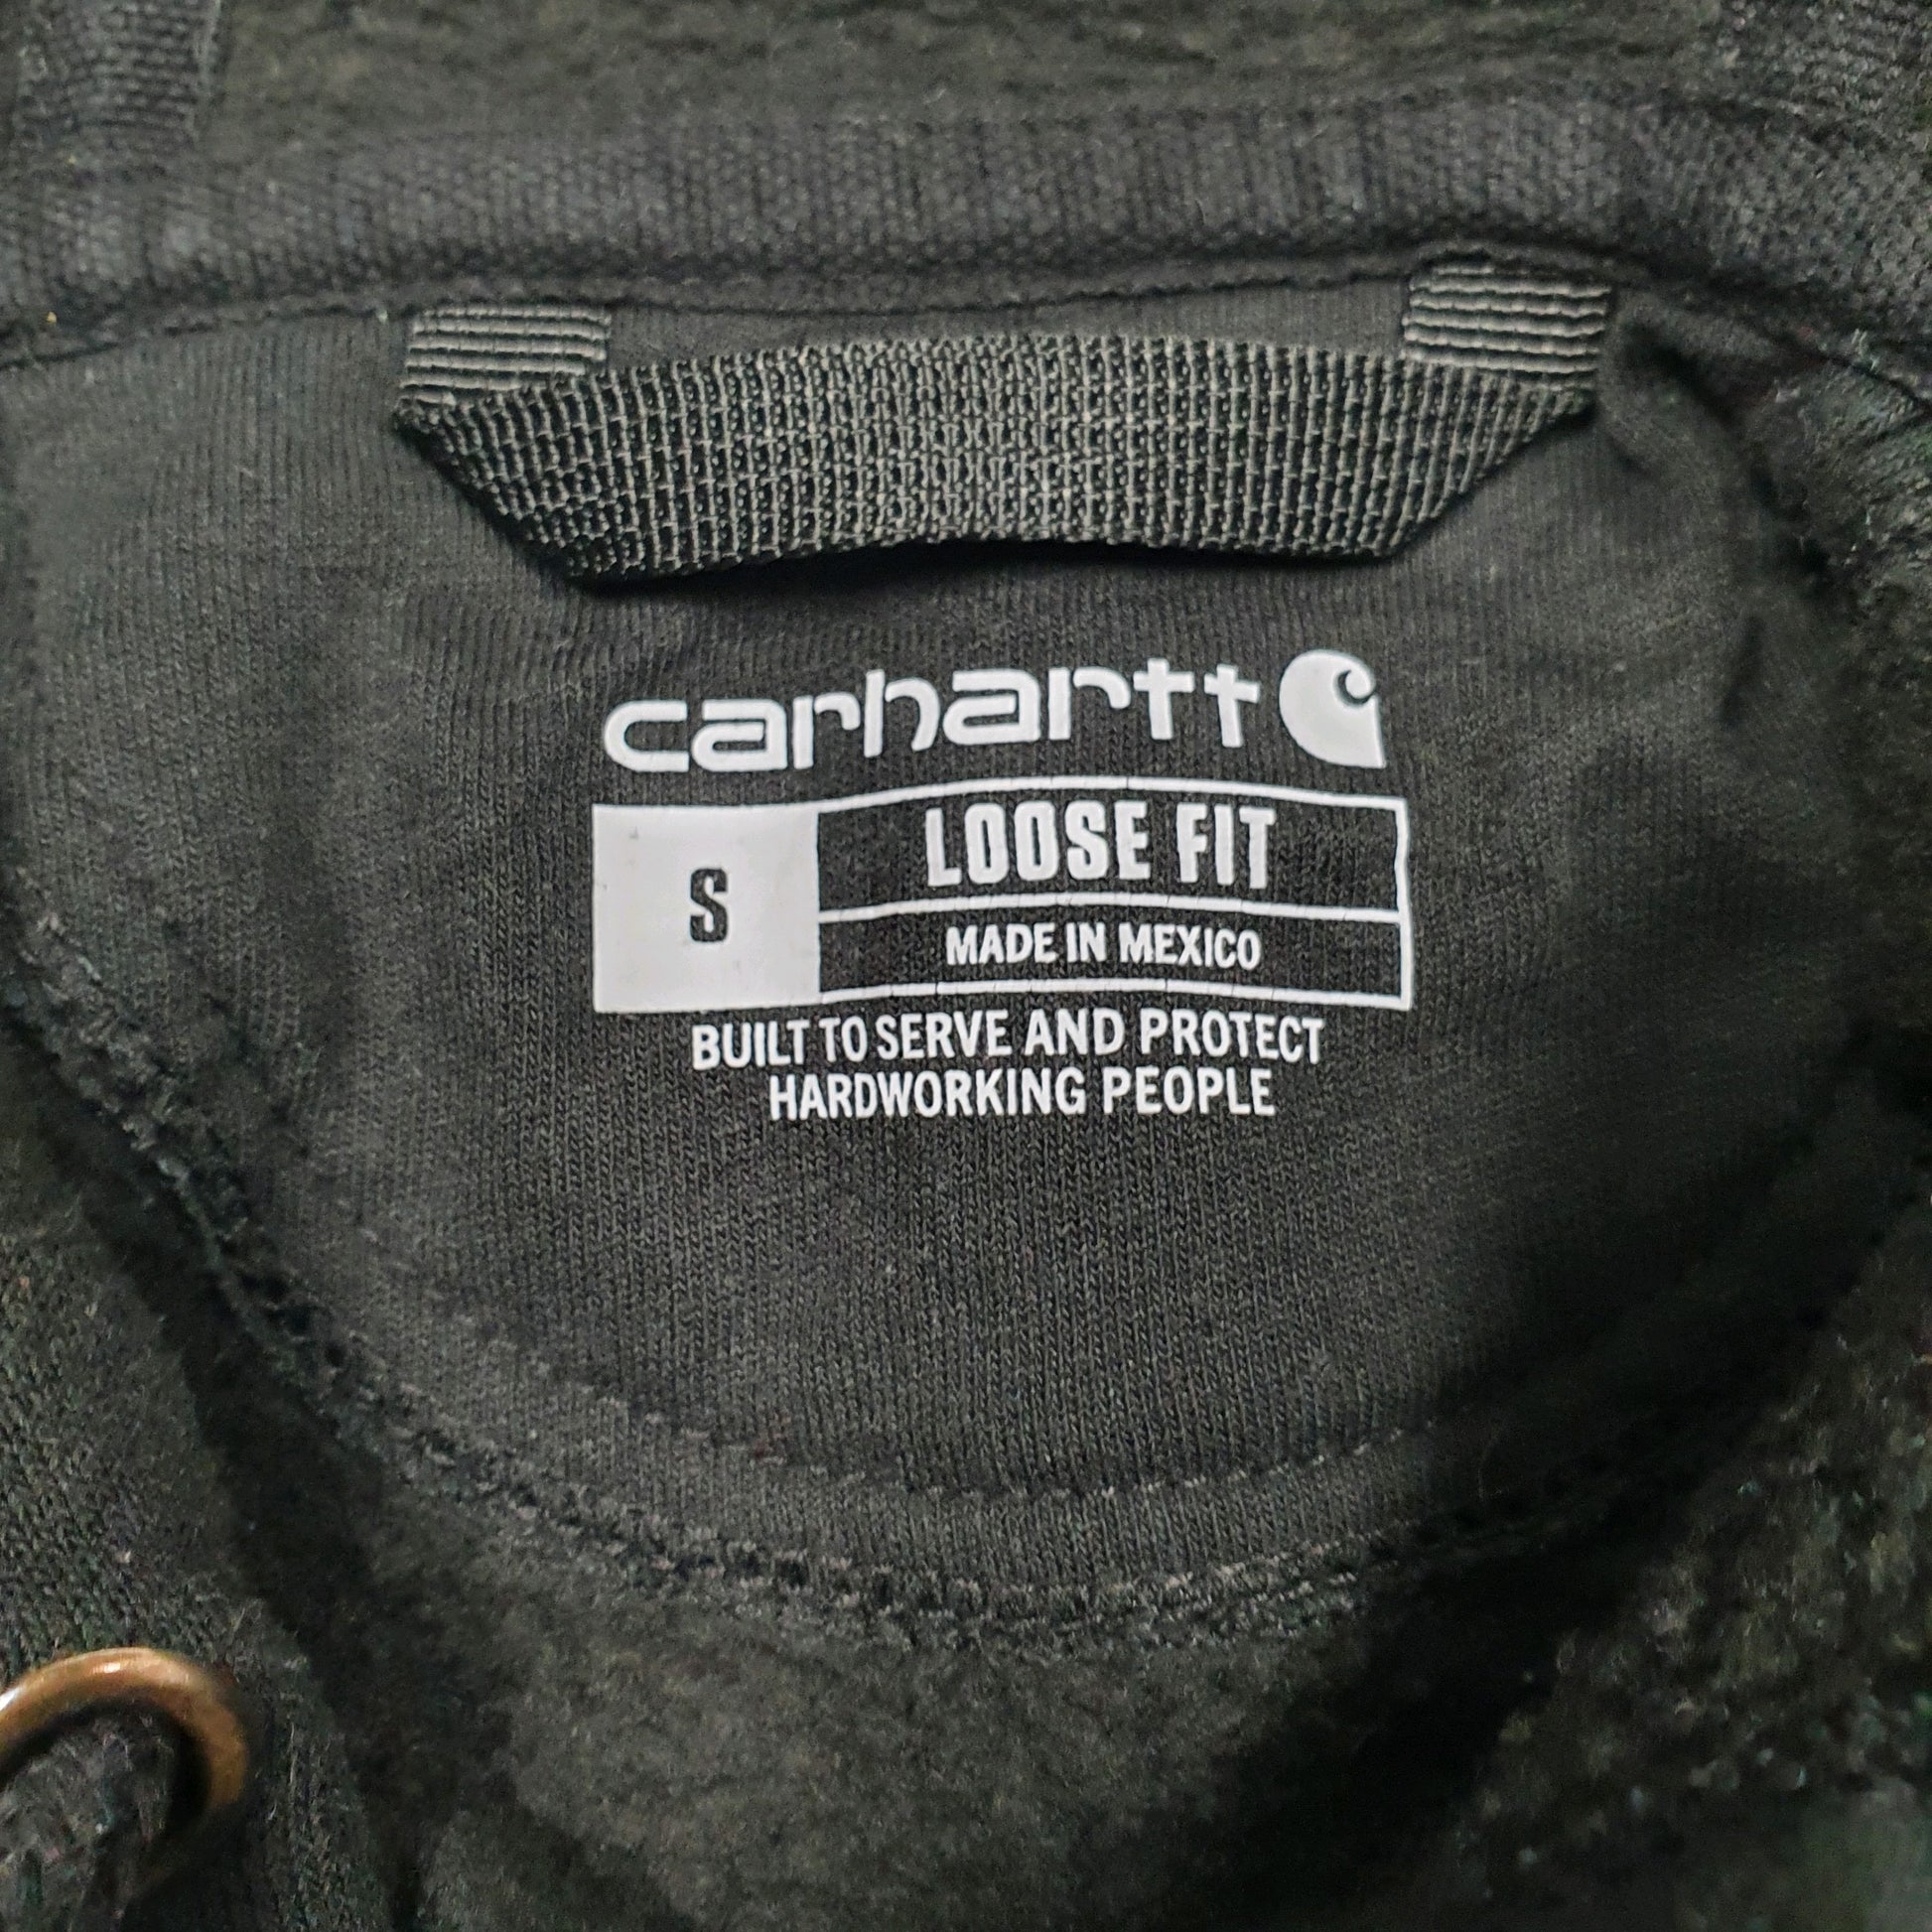 carhartt
S
LOOSE FIT
MADE IN MEXICO
BUILT TO SERVE AND PROTECT
HARDWORKING PEOPLE